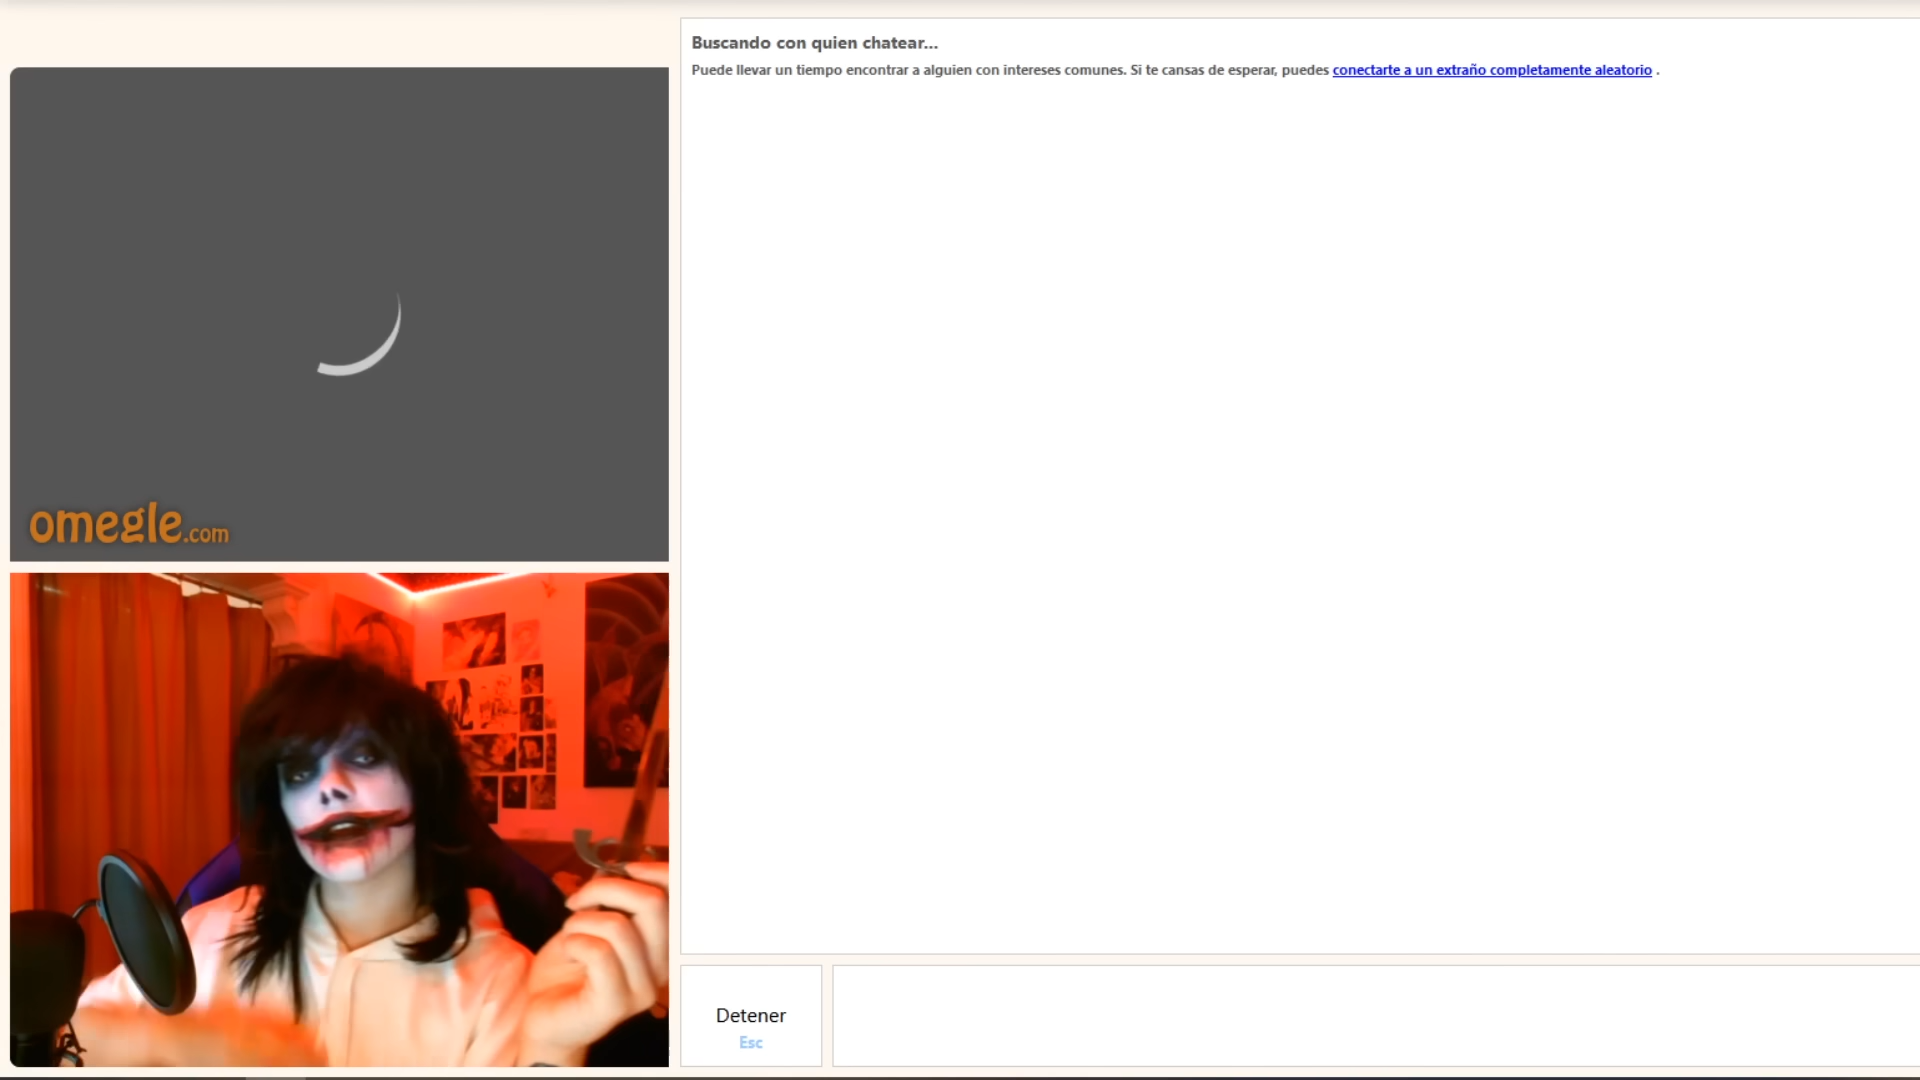 Buscando con quien chatear...
Puede llevar un tiempo encontrar a alguien con intereses comunes. Si te cansas de esperar, puedes conectarte a un extraño completamente aleatorio .
omegle.com
Detener
Esc